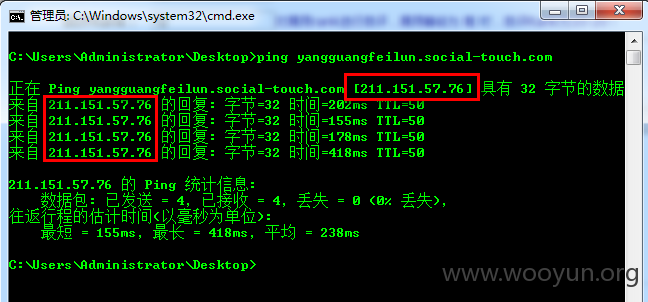 管理员: C:\Windows\system32\cmd.exe
C:\Users\Administrator\Desktop>ping yangguangfeilun.social-touch.com
正在 Ping yangguangfeilun.social-touch.com [211.151.57.76] 具有 32 字节的数据
来自 211.151.57.76 的回复: 字节=32 时间=202ms TTL=50
来自 211.151.57.76 的回复: 字节=32 时间=155ms TTL=50
来自 211.151.57.76 的回复: 字节=32 时间=178ms TTL=50
来自 211.151.57.76 的回复: 字节=32 时间=418ms TTL=50
211.151.57.76 的 Ping 统计信息:
数据包: 已发送 = 4, 已接收 = 4, 丢失 = 0 (0% 丢失),
往返行程的估计时间(以毫秒为单位):
最短 = 155ms, 最长 = 418ms, 平均 = 238ms
C:\Users\Administrator\Desktop>
www.wooyun.org